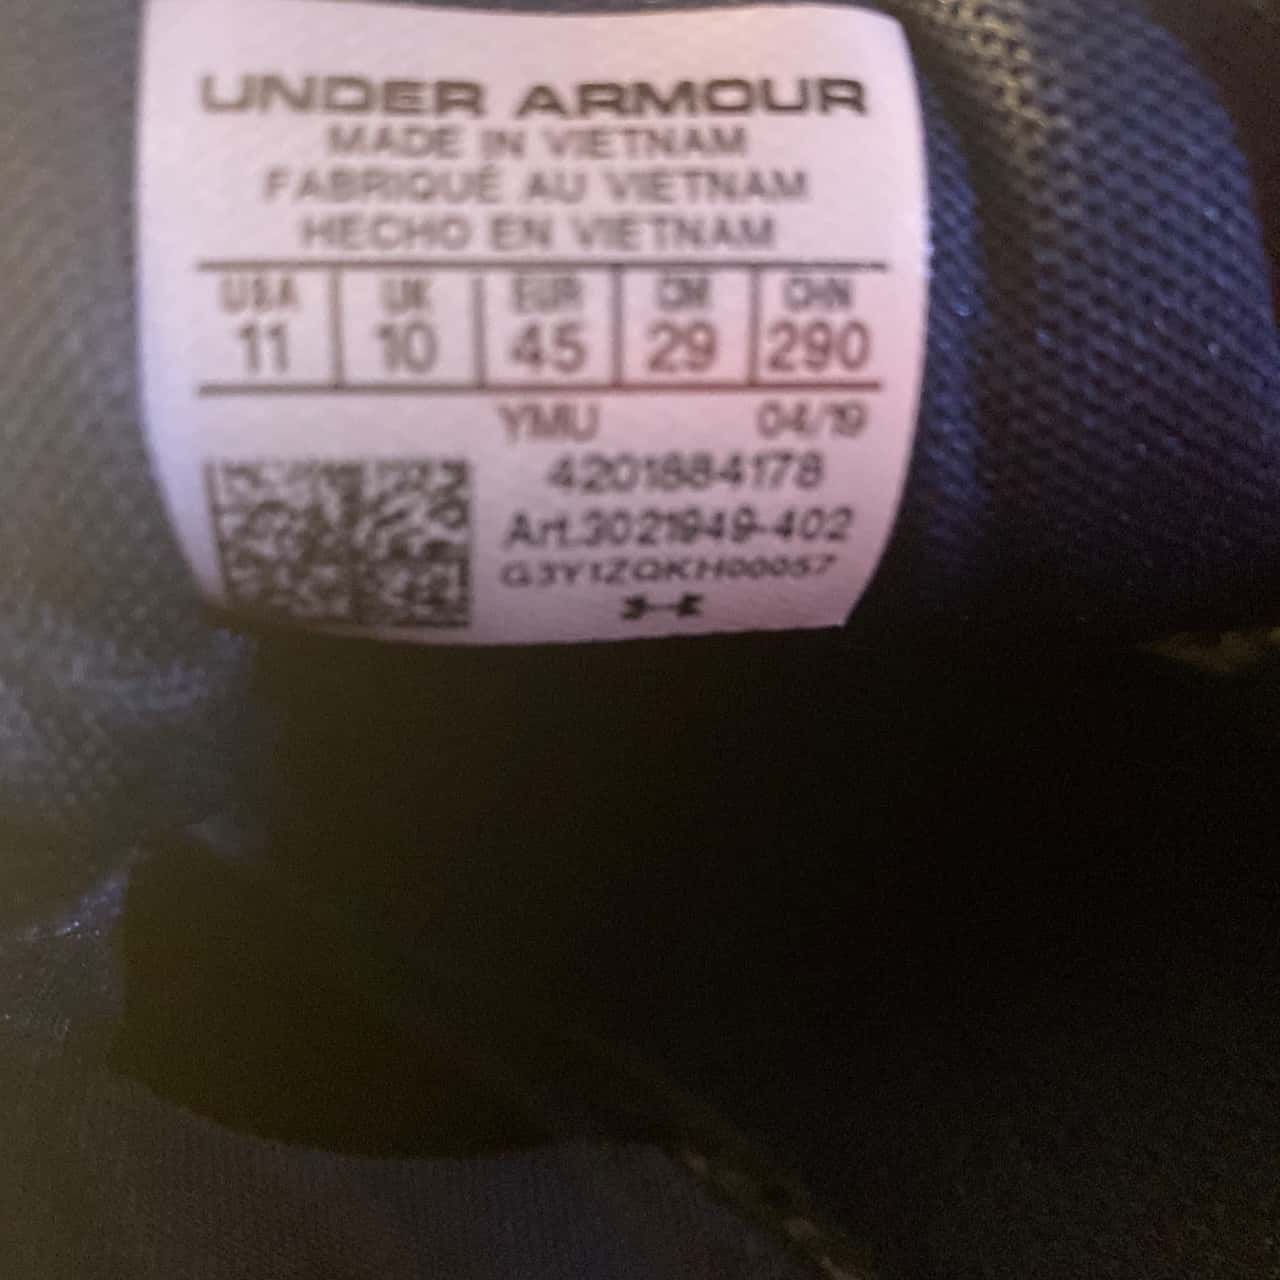 UNDER ARMOUR
MADE IN VIETNAM
FABRIQUÉ AU VIETNAM
HECHO EN VIETNAM
USA UK EUR CM CHN
11 10 45 29 290
YMU 04/19
4201884178
Art.3021949-402
G3Y1ZQKH00057